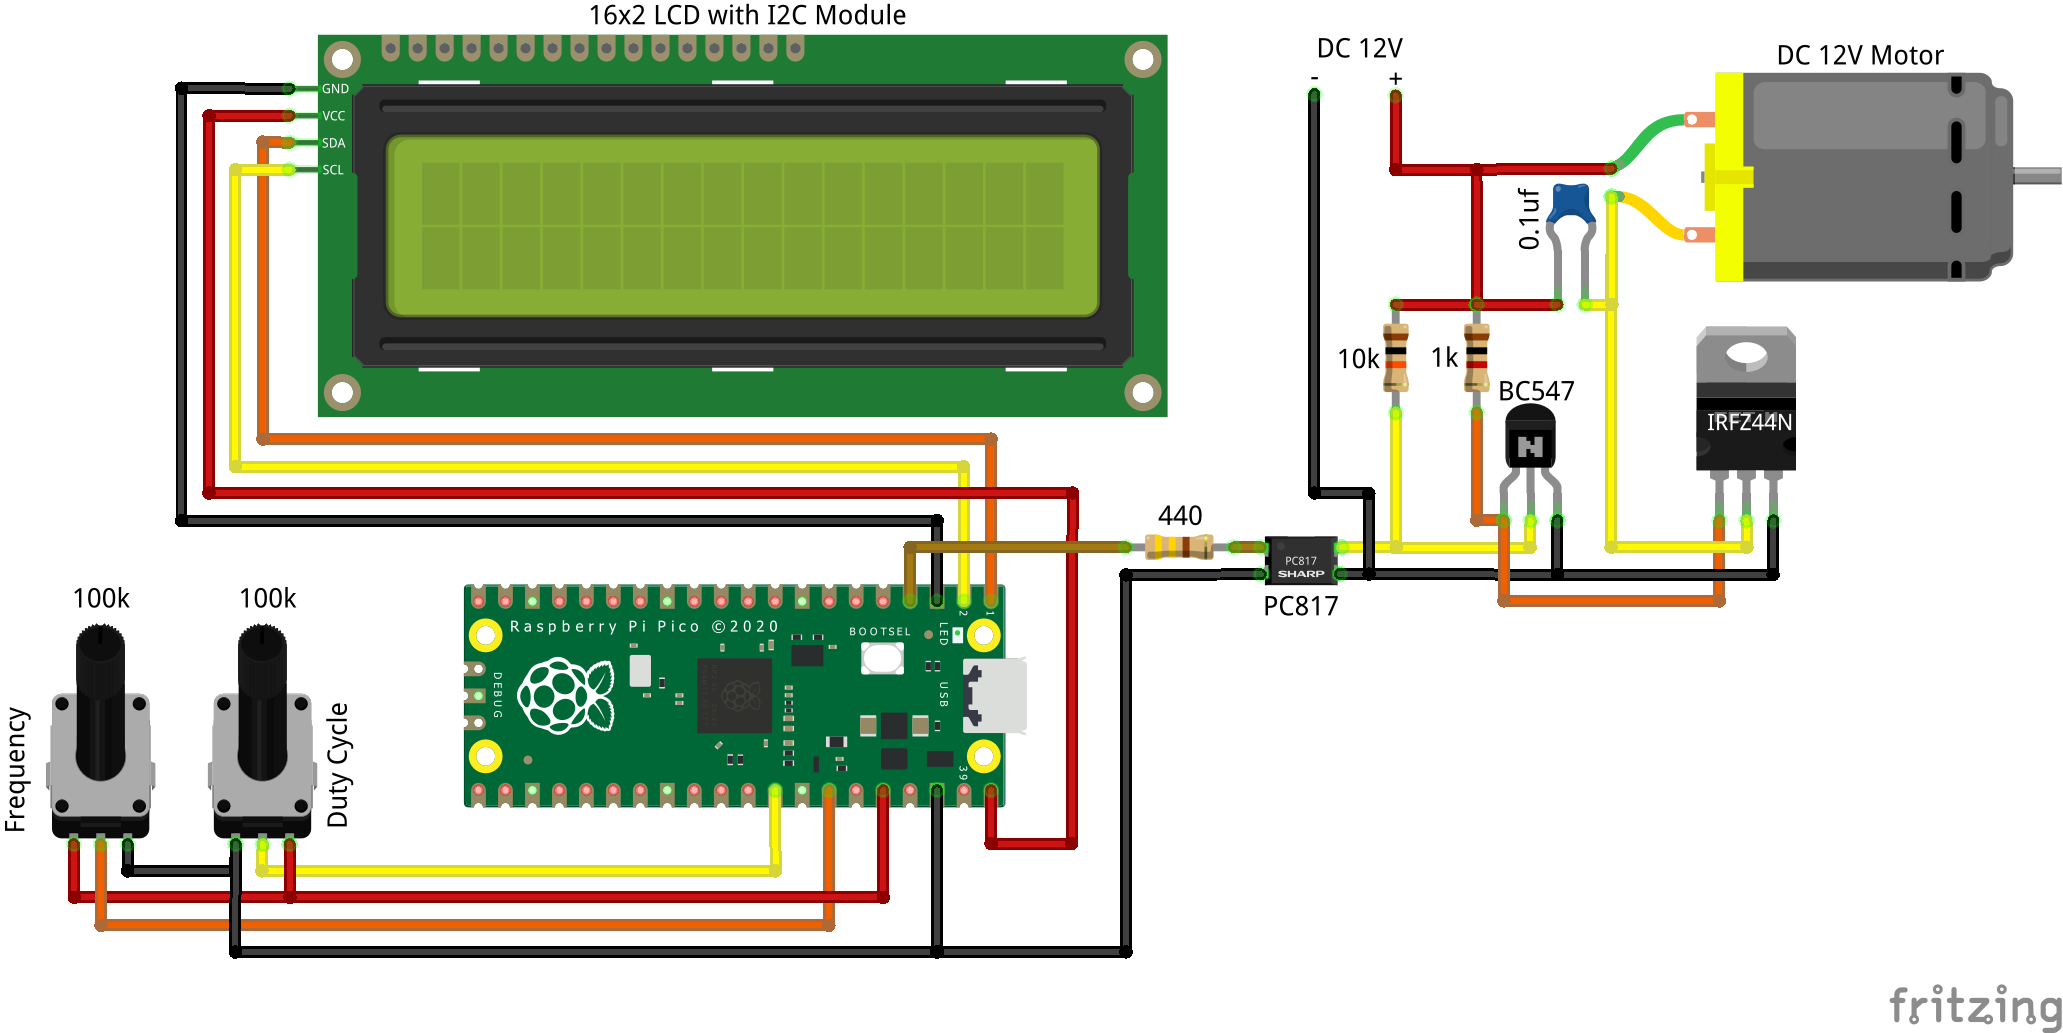 16x2 LCD with I2C Module
DC 12V
- +
DC 12V Motor
GND
VCC
SDA
SCL
0.1uf
10k
1k
BC547
IRFZ44N
N
440
PC817
SHARP
PC817
100k
100k
Frequency
Duty Cycle
2
1
Raspberry Pi Pico ©2020
BOOTSEL
LED
DEBUG
USB
39
fritzing